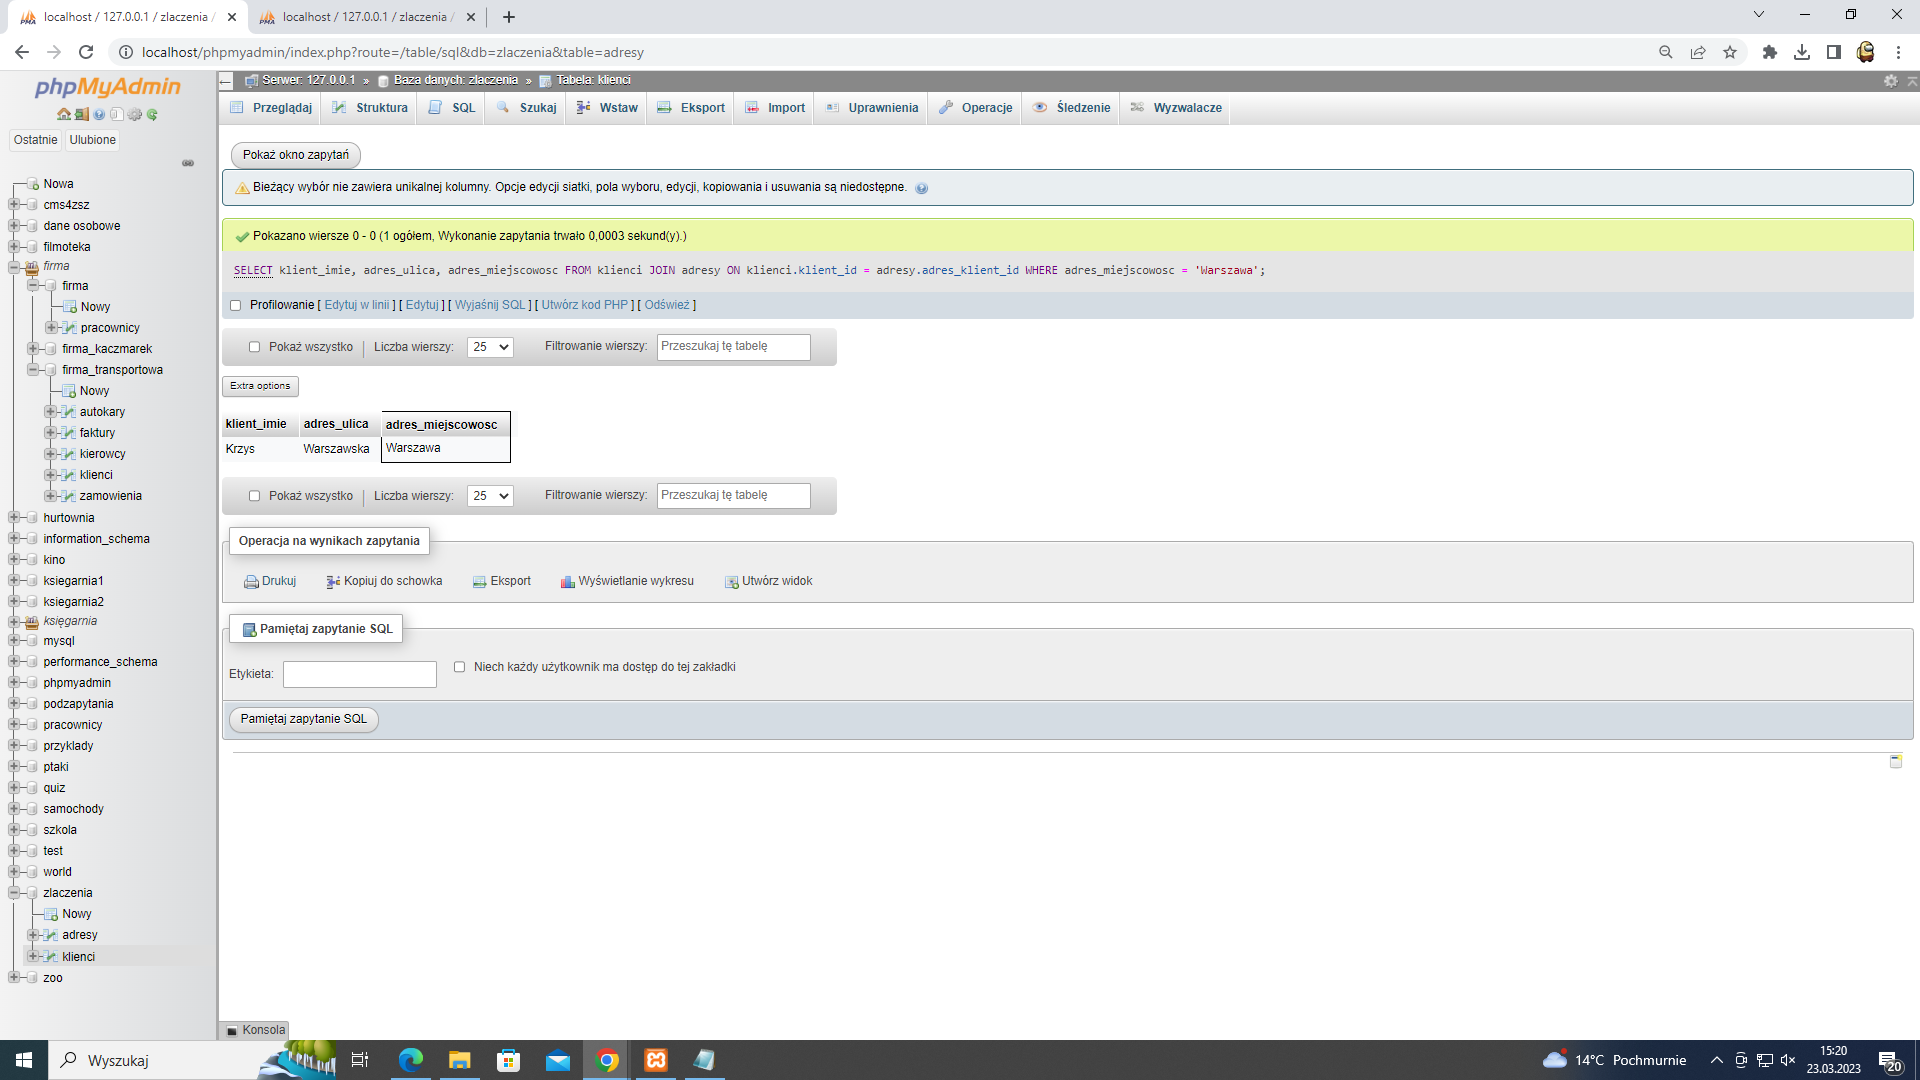 localhost / 127.0.0.1 / zlaczenia /
localhost / 127.0.0.1 / zlaczenia /
localhost/phpmyadmin/index.php?route=/table/sql&db=zlaczenia&table=adresy
phpMyAdmin
Ostatnie Ulubione
Nowa
cms4zsz
dane osobowe
filmoteka
firma
firma
Nowy
pracownicy
firma_kaczmarek
firma_transportowa
Nowy
autokary
faktury
kierowcy
klienci
zamowienia
hurtownia
information_schema
kino
ksiegarnia1
ksiegarnia2
księgarnia
mysql
performance_schema
phpmyadmin
podzapytania
pracownicy
przyklady
ptaki
quiz
samochody
szkola
test
world
zlaczenia
Nowy
adresy
klienci
zoo
Serwer: 127.0.0.1 » Baza danych: zlaczenia » Tabela: klienci
Przeglądaj Struktura SQL Szukaj Wstaw Eksport Import Uprawnienia Operacje Śledzenie Wyzwalacze
Pokaż okno zapytań
Bieżący wybór nie zawiera unikalnej kolumny. Opcje edycji siatki, pola wyboru, edycji, kopiowania i usuwania są niedostępne.
Pokazano wiersze 0 - 0 (1 ogółem, Wykonanie zapytania trwało 0,0003 sekund(y).)
SELECT klient_imie, adres_ulica, adres_miejscowosc FROM klienci JOIN adresy ON klienci.klient_id = adresy.adres_klient_id WHERE adres_miejscowosc = 'Warszawa';
Profilowanie [ Edytuj w linii ] [ Edytuj ] [ Wyjaśnij SQL ] [ Utwórz kod PHP ] [ Odśwież ]
Pokaż wszystko Liczba wierszy: 25 Filtrowanie wierszy: Przeszukaj tę tabelę
Extra options
klient_imie adres_ulica adres_miejscowosc
Krzys Warszawska Warszawa
Pokaż wszystko Liczba wierszy: 25 Filtrowanie wierszy: Przeszukaj tę tabelę
Operacja na wynikach zapytania
Drukuj Kopiuj do schowka Eksport Wyświetlanie wykresu Utwórz widok
Pamiętaj zapytanie SQL
Etykieta: Niech każdy użytkownik ma dostęp do tej zakładki
Pamiętaj zapytanie SQL
Konsola
Wyszukaj
14°C Pochmurnie
15:20
23.03.2023
20